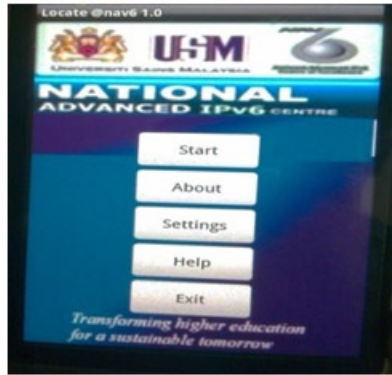 Locate @nav6 1.0
USM
UNIVERSITI SAINS MALAYSIA
6
NATIONAL
ADVANCED IPv6 CENTRE
Start
About
Settings
Help
Exit
Transforming higher education
for a sustainable tomorrow